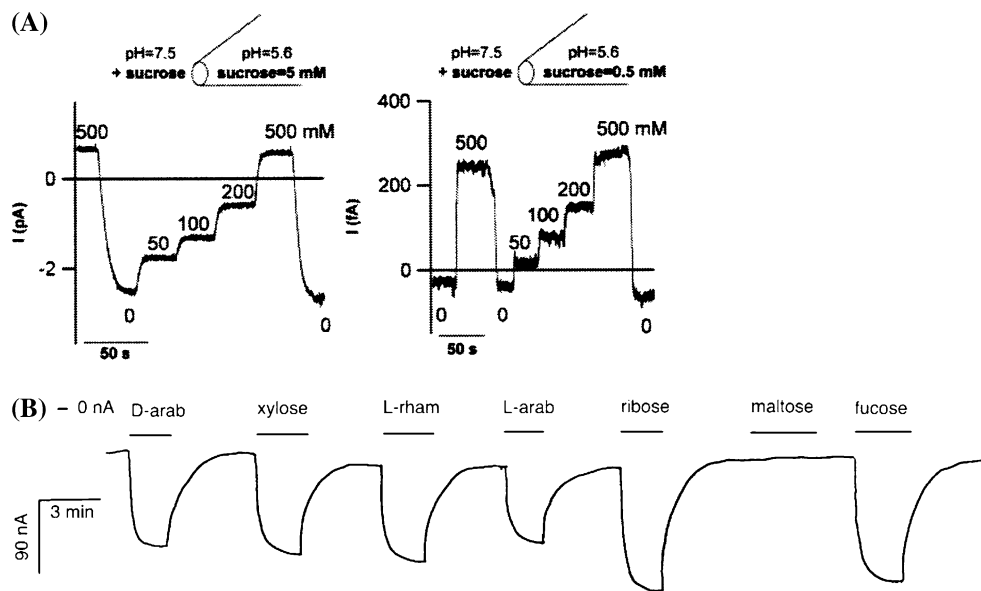 (A)
pH=7.5 pH=5.6
+ sucrose sucrose=5 mM
500 500 mM
0
200
100
50
-2
0 0
I (pA)
50 s
pH=7.5 pH=5.6
+ sucrose sucrose=0.5 mM
400
500 500 mM
200
200
100
50
0
0 0 0
I (fA)
50 s
(B) – 0 nA D-arab xylose L-rham L-arab ribose maltose fucose
3 min
90 nA